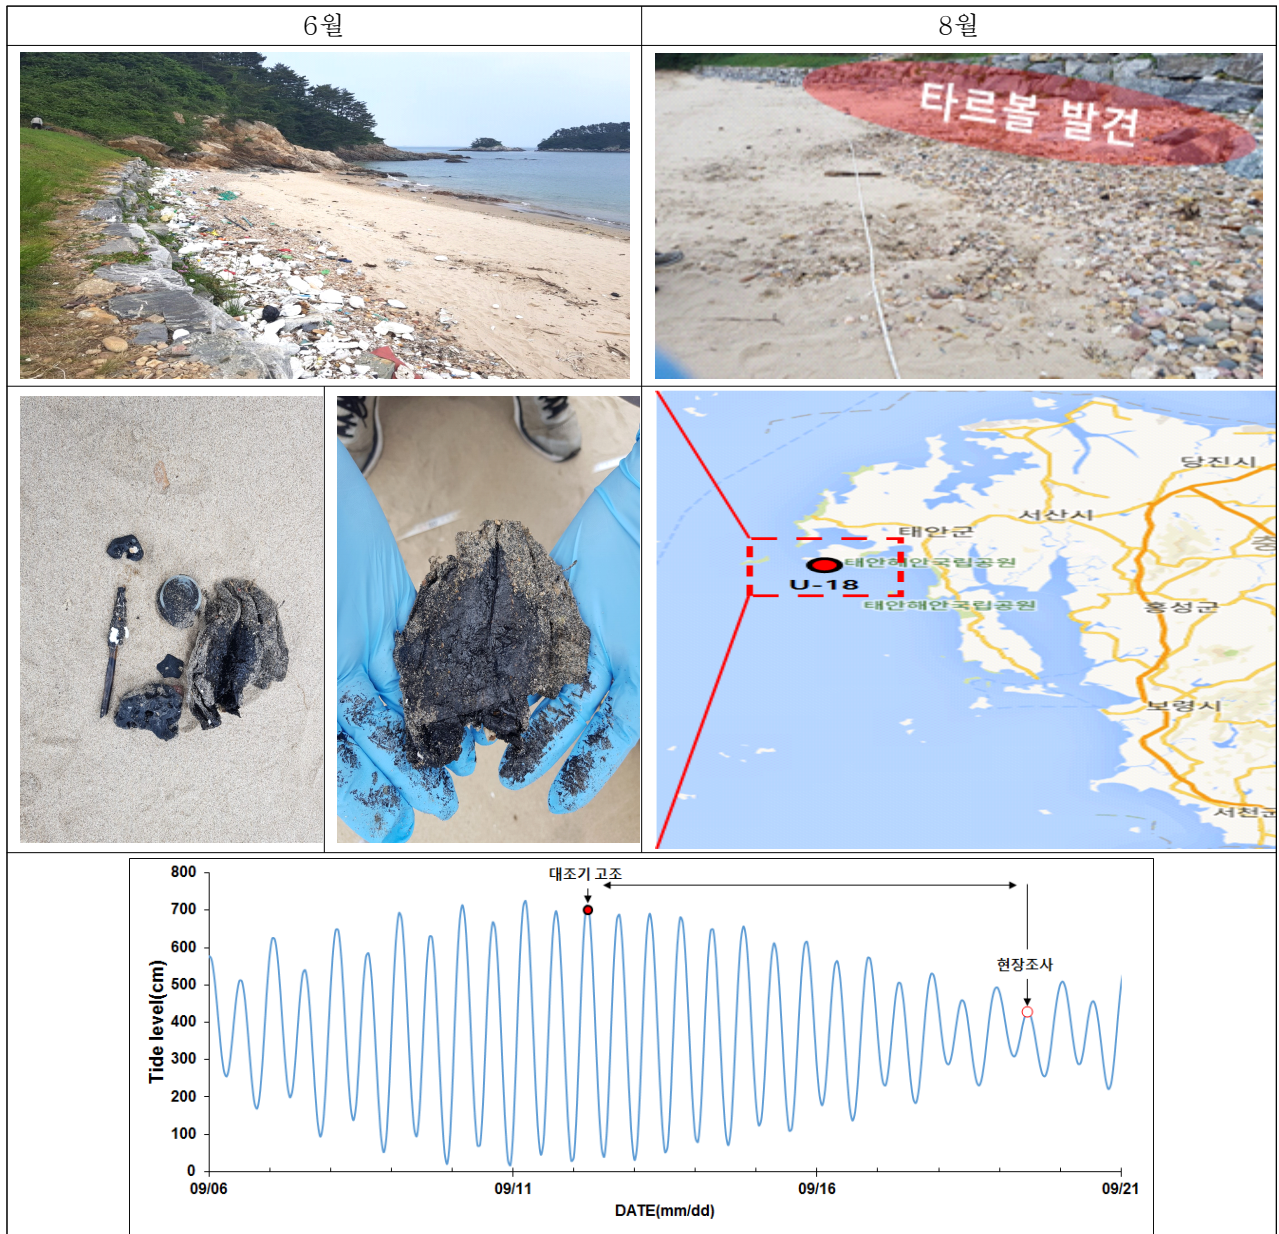 6월
8월
타르볼 발견
당진시
서산시
태안군
충
태안해안국립공원
U-18
태안해안국립공원
홍성군
보령시
서천군
대조기 고조
현장조사
Tide level(cm)
800
700
600
500
400
300
200
100
0
09/06
09/11
09/16
09/21
DATE(mm/dd)